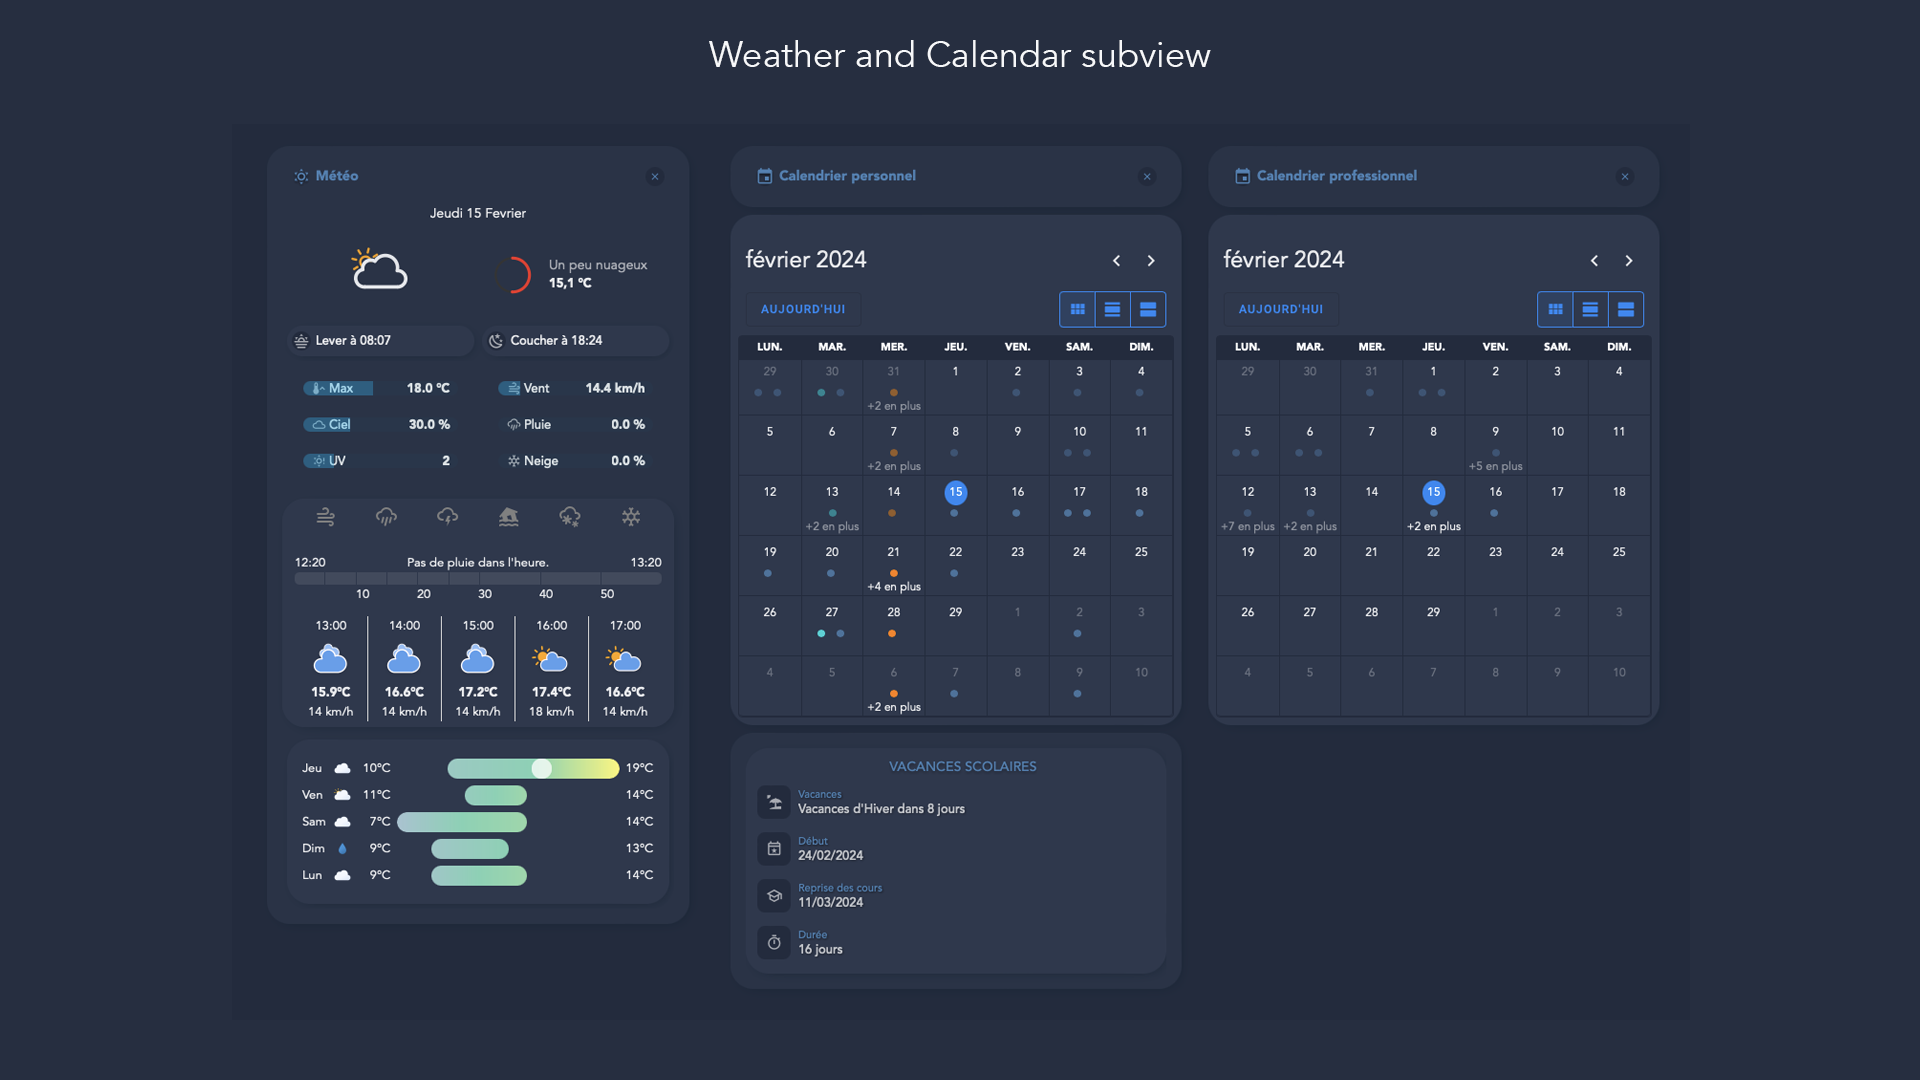 Weather and Calendar subview
Météo
Jeudi 15 Fevrier
Un peu nuageux
15,1 °C
Lever à 08:07
Coucher à 18:24
Max 18.0 °C
Vent 14.4 km/h
Ciel 30.0 %
Pluie 0.0 %
UV 2
Neige 0.0 %
12:20 Pas de pluie dans l'heure. 13:20
10 20 30 40 50
13:00 14:00 15:00 16:00 17:00
15.9°C 16.6°C 17.2°C 17.4°C 16.6°C
14 km/h 14 km/h 14 km/h 18 km/h 14 km/h
Jeu 10°C 19°C
Ven 11°C 14°C
Sam 7°C 14°C
Dim 9°C 13°C
Lun 9°C 14°C
Calendrier personnel
février 2024
AUJOURD'HUI
LUN. MAR. MER. JEU. VEN. SAM. DIM.
29 30 31 1 2 3 4
+2 en plus
5 6 7 8 9 10 11
+2 en plus
12 13 14 15 16 17 18
+2 en plus
19 20 21 22 23 24 25
+4 en plus
26 27 28 29 1 2 3
4 5 6 7 8 9 10
+2 en plus
VACANCES SCOLAIRES
Vacances
Vacances d'Hiver dans 8 jours
Début
24/02/2024
Reprise des cours
11/03/2024
Durée
16 jours
Calendrier professionnel
février 2024
AUJOURD'HUI
LUN. MAR. MER. JEU. VEN. SAM. DIM.
29 30 31 1 2 3 4
5 6 7 8 9 10 11
+5 en plus
12 13 14 15 16 17 18
+7 en plus +2 en plus +2 en plus
19 20 21 22 23 24 25
26 27 28 29 1 2 3
4 5 6 7 8 9 10